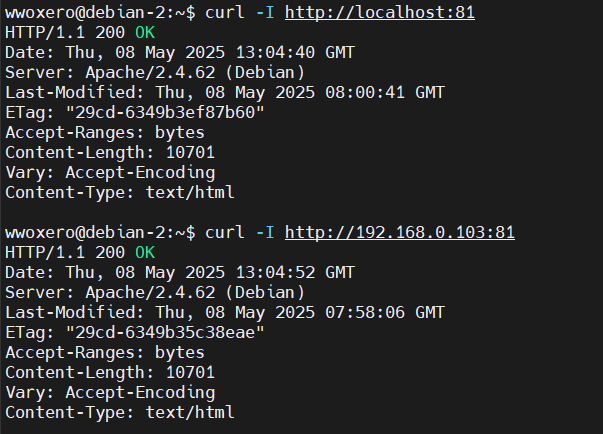 wwoxero@debian-2:~$ curl -I http://localhost:81
HTTP/1.1 200 OK
Date: Thu, 08 May 2025 13:04:40 GMT
Server: Apache/2.4.62 (Debian)
Last-Modified: Thu, 08 May 2025 08:00:41 GMT
ETag: "29cd-6349b3ef87b60"
Accept-Ranges: bytes
Content-Length: 10701
Vary: Accept-Encoding
Content-Type: text/html

wwoxero@debian-2:~$ curl -I http://192.168.0.103:81
HTTP/1.1 200 OK
Date: Thu, 08 May 2025 13:04:52 GMT
Server: Apache/2.4.62 (Debian)
Last-Modified: Thu, 08 May 2025 07:58:06 GMT
ETag: "29cd-6349b35c38eae"
Accept-Ranges: bytes
Content-Length: 10701
Vary: Accept-Encoding
Content-Type: text/html